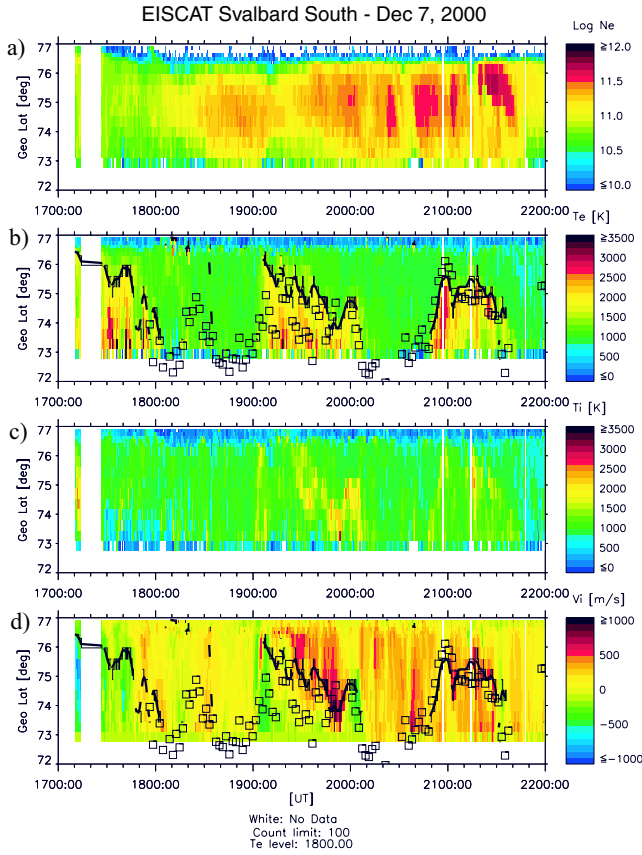 EISCAT Svalbard South - Dec 7, 2000
Log Ne
a)
Geo Lat [deg]
77
76
75
74
73
72
1700:00 1800:00 1900:00 2000:00 2100:00 2200:00
≧12.0
11.5
11.0
10.5
≦10.0
Te [K]
b)
Geo Lat [deg]
77
76
75
74
73
72
1700:00 1800:00 1900:00 2000:00 2100:00 2200:00
≧3500
3000
2500
2000
1500
1000
500
≦0
Ti [K]
c)
Geo Lat [deg]
77
76
75
74
73
72
1700:00 1800:00 1900:00 2000:00 2100:00 2200:00
≧3500
3000
2500
2000
1500
1000
500
≦0
Vi [m/s]
d)
Geo Lat [deg]
77
76
75
74
73
72
1700:00 1800:00 1900:00 2000:00 2100:00 2200:00
≧1000
500
0
-500
≦-1000
[UT]
White: No Data
Count limit: 100
Te level: 1800.00